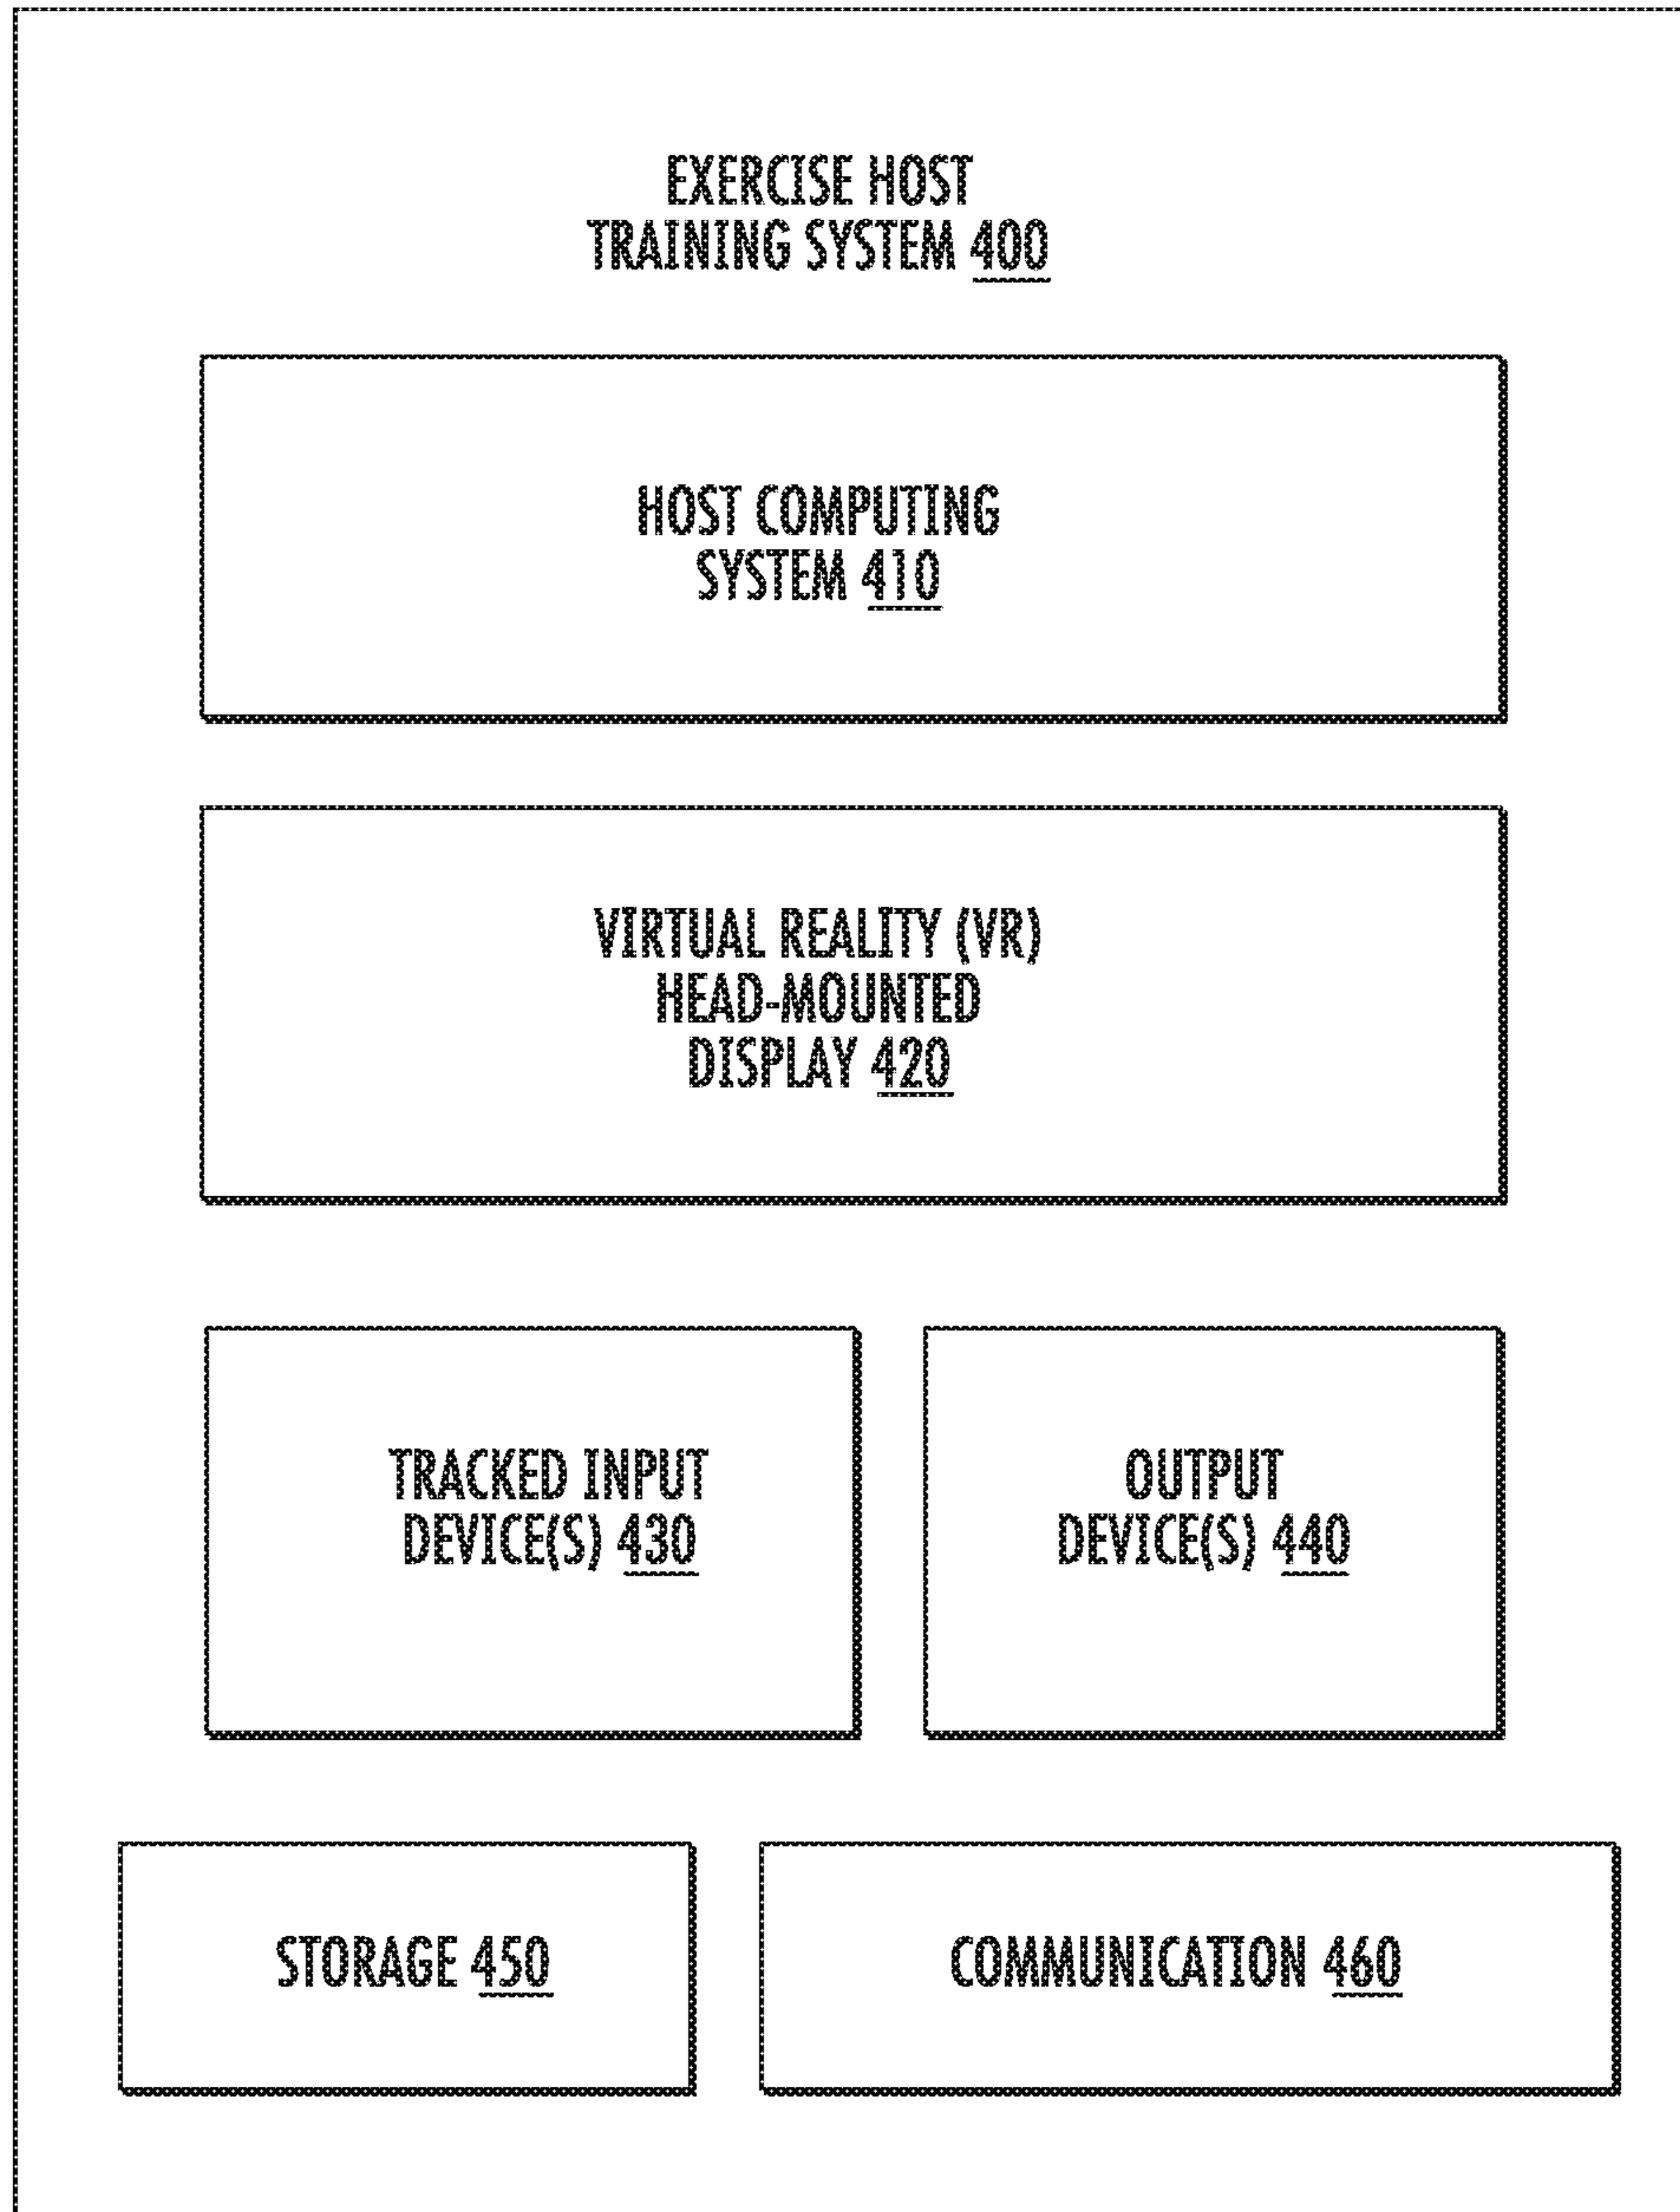 EXERCISE HOST
TRAINING SYSTEM 400
HOST COMPUTING
SYSTEM 410
VIRTUAL REALITY (VR)
HEAD-MOUNTED
DISPLAY 420
TRACKED INPUT
DEVICE(S) 430
OUTPUT
DEVICE(S) 440
STORAGE 450
COMMUNICATION 460